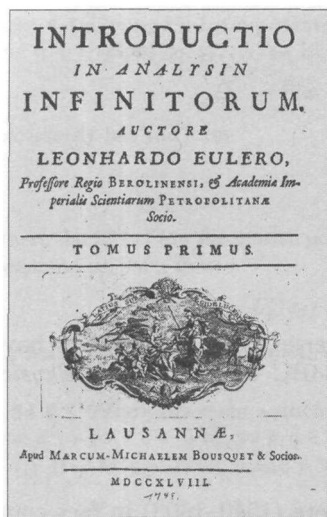 INTRODUCTIO
IN ANALYSIN
INFINITORUM.
AUCTORE
LEONHARDO EULERO,
Professore Regio BEROLINENSI, & Academiæ Im-
perialis Scientiarum PETROPOLITANÆ
Socio.
TOMUS PRIMUS.
LAUSANNÆ,
Apud MARCUM-MICHAELEM BOUSQUET & Socios.
MDCCXLVIII.